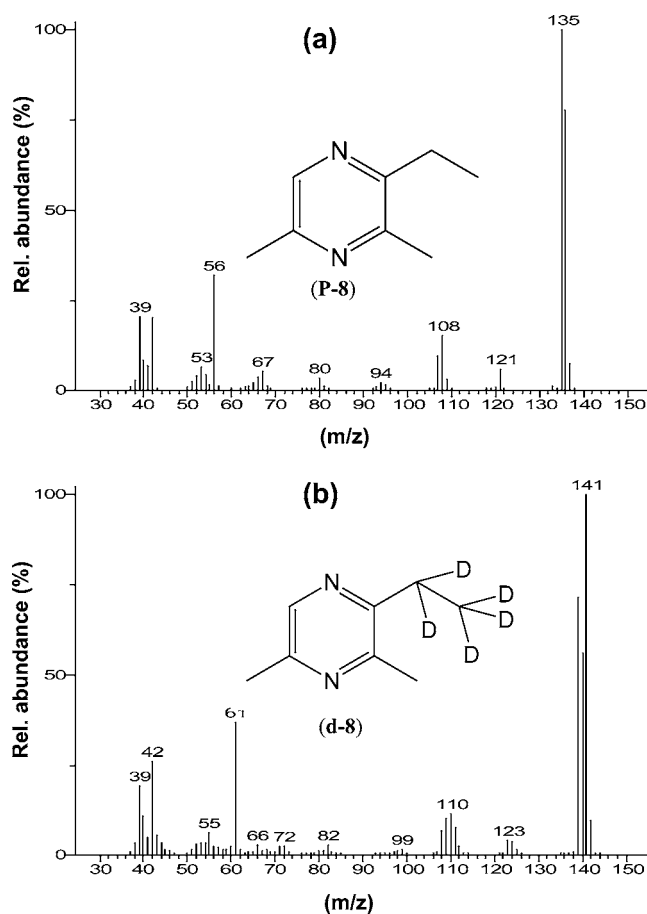 (a)
Rel. abundance (%)
100
50
0
135
56
39
53
67
80
94
108
121
N
N
(P-8)
30 40 50 60 70 80 90 100 110 120 130 140 150
(m/z)
(b)
Rel. abundance (%)
100
50
0
141
61
42
39
55
66
72
82
99
110
123
N
N
D
D
D
D
D
(d-8)
30 40 50 60 70 80 90 100 110 120 130 140 150
(m/z)